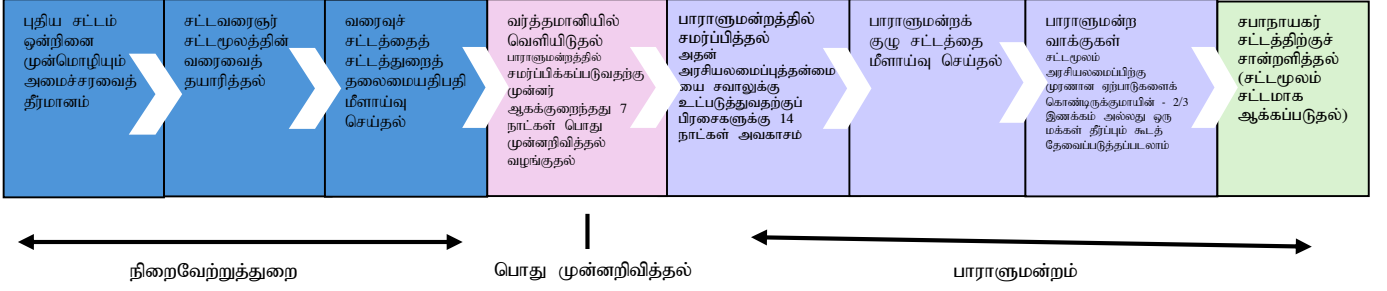 புதிய சட்டம்
ஒன்றினை
முன்மொழியும்
அமைச்சரவைத்
தீர்மானம்
சட்டவரைஞர்
சட்டமூலத்தின்
வரைவைத்
தயாரித்தல்
வரைவுச்
சட்டத்தைத்
சட்டத்துறைத்
தலைமையதிபதி
மீளாய்வு
செய்தல்
வர்த்தமானியில்
வெளியிடுதல்
பாராளுமன்றத்தில்
சமர்ப்பிக்கப்படுவதற்கு
முன்னர்
ஆகக்குறைந்தது 7
நாட்கள் பொது
முன்னறிவித்தல்
வழங்குதல்
பாராளுமன்றத்தில்
சமர்ப்பித்தல்
அதன்
அரசியலமைப்புத்தன்மை
யை சவாலுக்கு
உட்படுத்துவதற்குப்
பிரசைகளுக்கு 14
நாட்கள் அவகாசம்
பாராளுமன்றக்
குழு சட்டத்தை
மீளாய்வு செய்தல்
பாராளுமன்ற
வாக்குகள்
சட்டமூலம்
அரசியலமைப்பிற்கு
முரணான ஏற்பாடுகளைக்
கொண்டிருக்குமாயின் - 2/3
இணக்கம் அல்லது ஒரு
மக்கள் தீர்ப்பும் கூடத்
தேவைப்படுத்தப்படலாம்
சபாநாயகர்
சட்டத்திற்குச்
சான்றளித்தல்
(சட்டமூலம்
சட்டமாக
ஆக்கப்படுதல்)
நிறைவேற்றுத்துறை
பொது முன்னறிவித்தல்
பாராளுமன்றம்